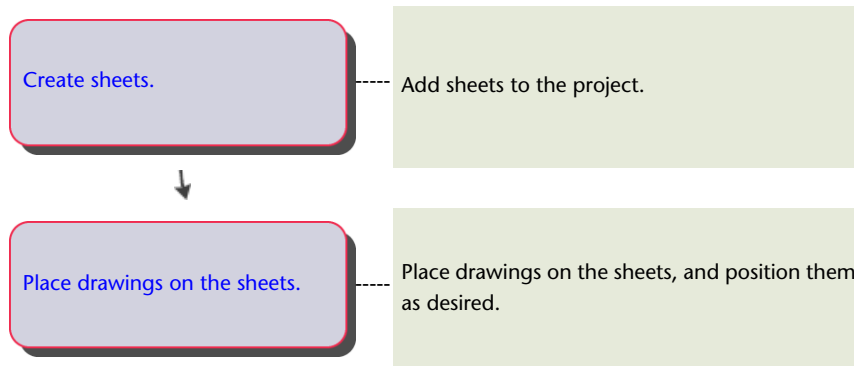 Create sheets.
Add sheets to the project.
Place drawings on the sheets.
Place drawings on the sheets, and position them
as desired.